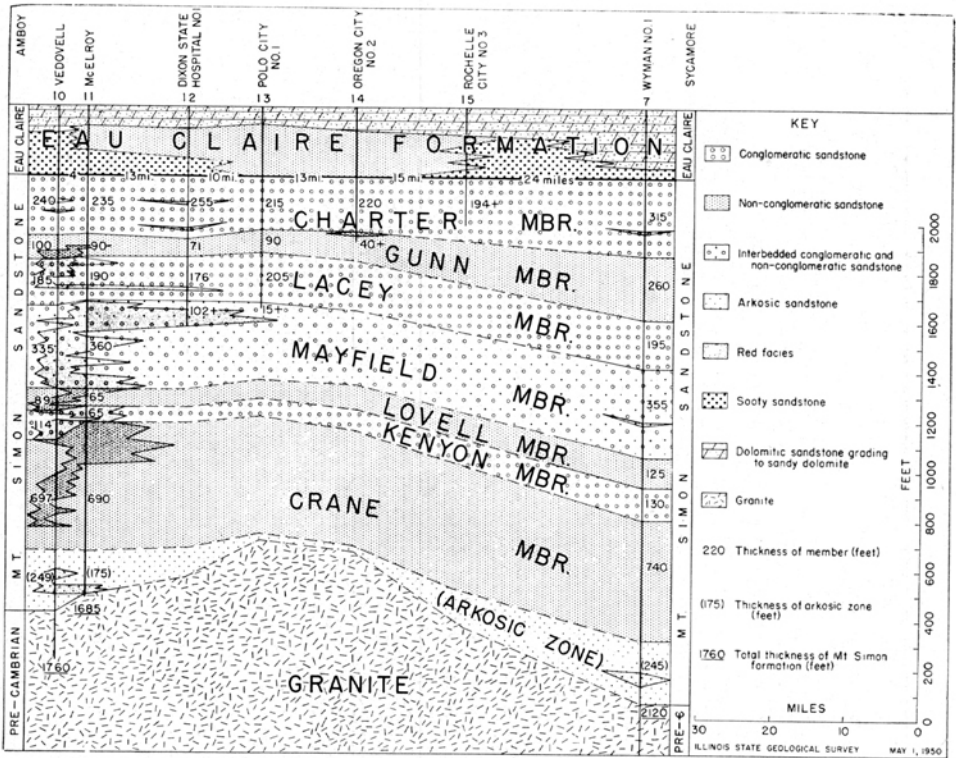 AMBOY
VEDOVELL
McELROY
DIXON STATE
HOSPITAL NO1
POLO CITY
NO.1
OREGON CITY
NO 2
ROCHELLE
CITY NO 3
WYMAN NO.1
SYCAMORE
10 11 12 13 14 15 7
EAU CLAIRE
EAU CLAIRE FORMATION
EAU CLAIRE
4 13mi. 10mi. 13mi 15mi 24 miles
240 235 255 215 220 194+ 315
CHARTER MBR.
100 90 71 90 40+ 260
GUNN MBR.
185 190 176 205 195
LACEY MBR.
102+ 15+
335 360 355
MAYFIELD MBR.
89 65 125
LOVELL MBR.
114 65 130
KENYON MBR.
697 690 740
CRANE MBR.
(249) (175) (245)
(ARKOSIC ZONE)
1685
1760
2120
GRANITE
MT SIMON SANDSTONE
PRE-CAMBRIAN
MT SIMON SANDSTONE
PRE-Є
KEY
Conglomeratic sandstone
Non-conglomeratic sandstone
Interbedded conglomeratic and
non-conglomeratic sandstone
Arkosic sandstone
Red facies
Sooty sandstone
Dolomitic sandstone grading
to sandy dolomite
Granite
220 Thickness of member (feet)
(175) Thickness of arkosic zone
(feet)
1760 Total thickness of Mt Simon
formation (feet)
2000
1800
1600
1400
1200
1000
800
600
400
200
0
FEET
MILES
30 20 10 0
ILLINOIS STATE GEOLOGICAL SURVEY MAY 1, 1950